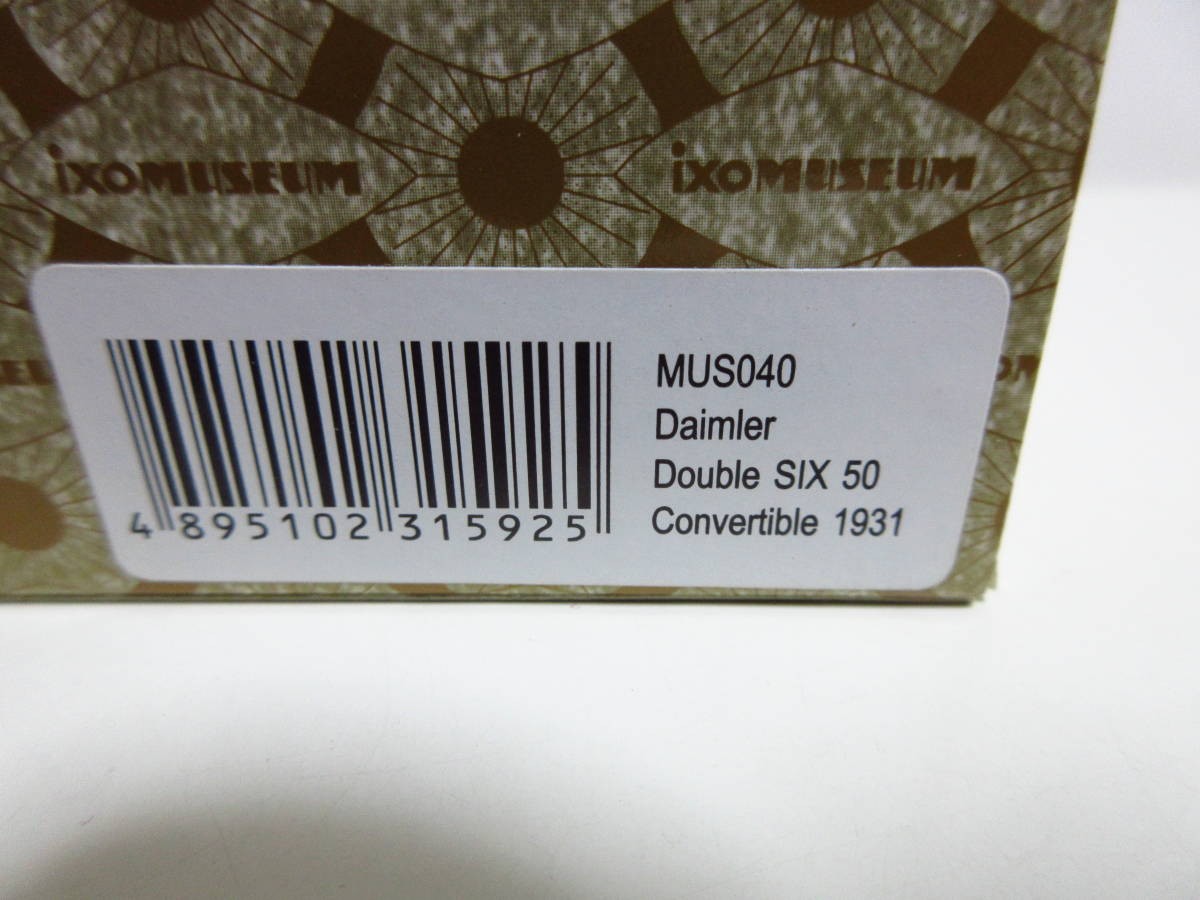 ixoMUSEUM ixoMUSEUM
MUS040
Daimler
Double SIX 50
Convertible 1931
4 895102 315925